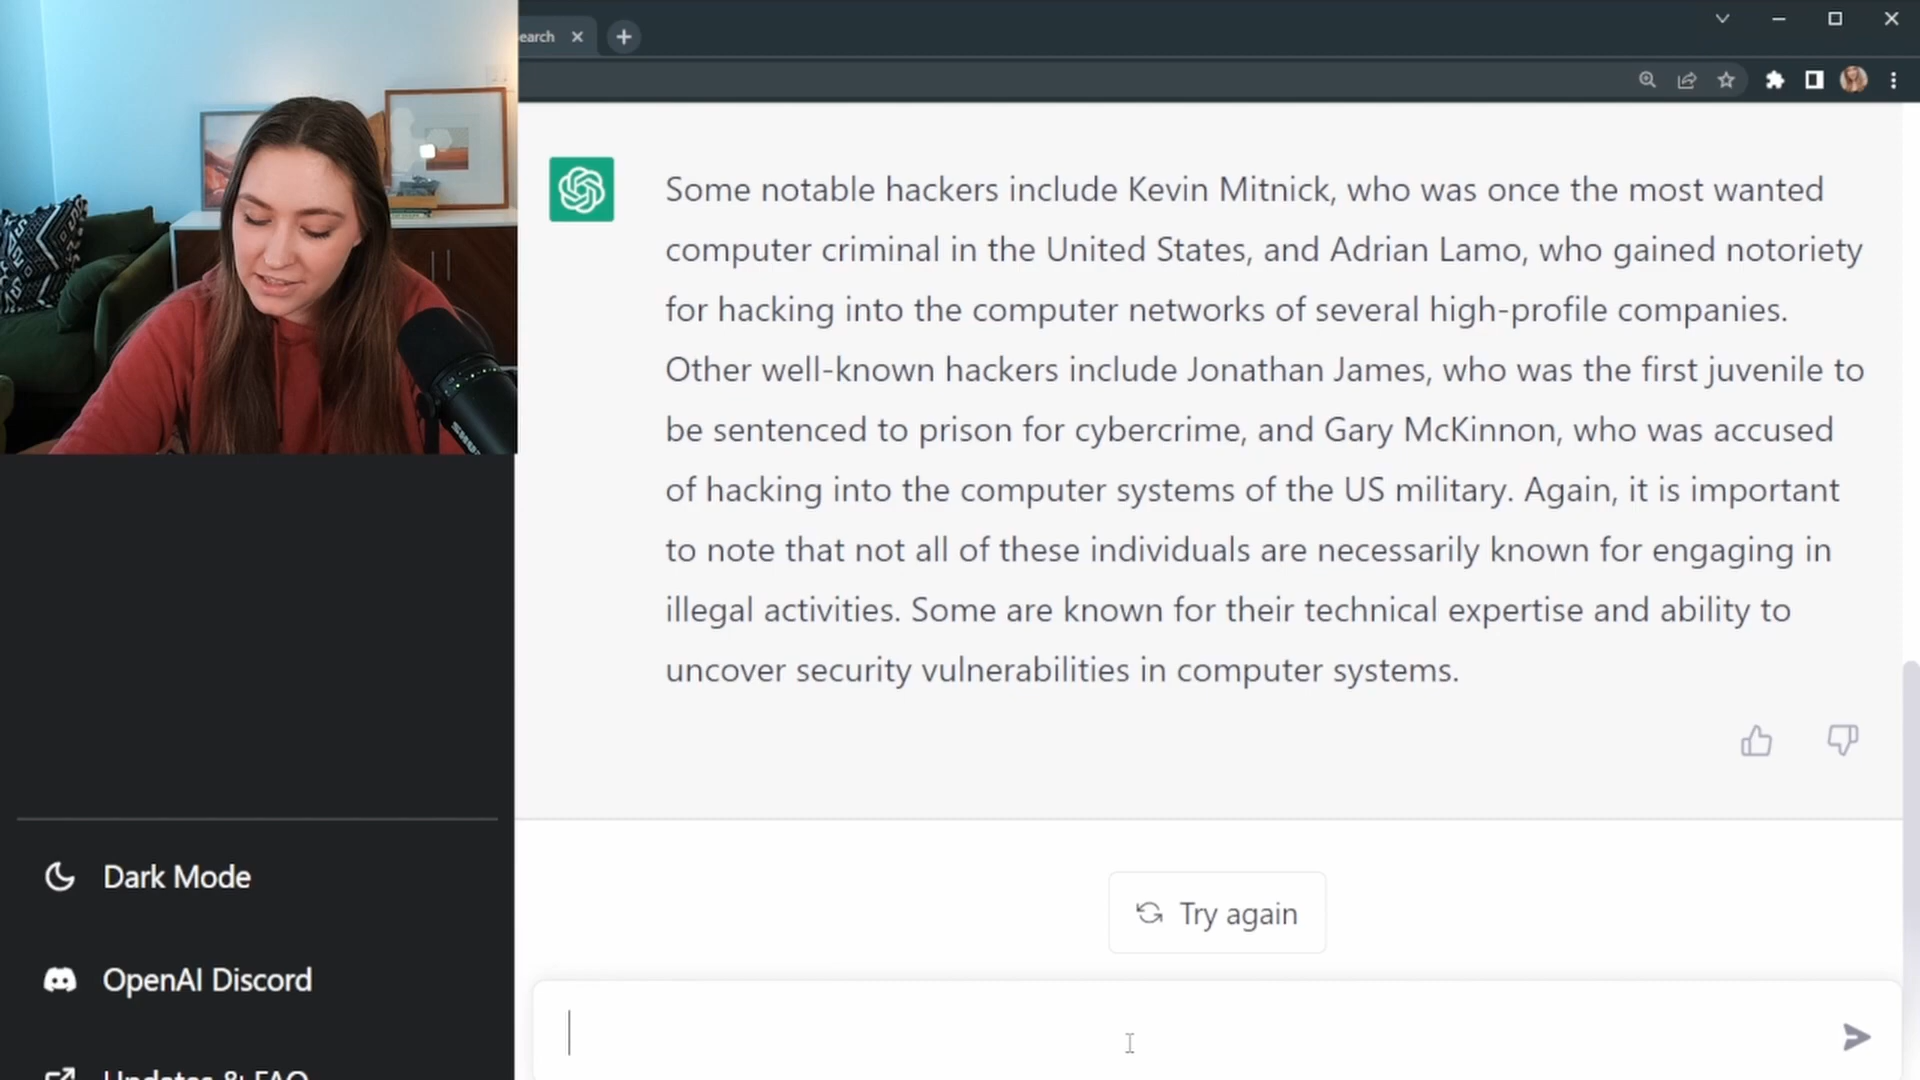 earch
Some notable hackers include Kevin Mitnick, who was once the most wanted
computer criminal in the United States, and Adrian Lamo, who gained notoriety
for hacking into the computer networks of several high-profile companies.
Other well-known hackers include Jonathan James, who was the first juvenile to
be sentenced to prison for cybercrime, and Gary McKinnon, who was accused
of hacking into the computer systems of the US military. Again, it is important
to note that not all of these individuals are necessarily known for engaging in
illegal activities. Some are known for their technical expertise and ability to
uncover security vulnerabilities in computer systems.
Try again
Dark Mode
OpenAI Discord
Updates & FAQ